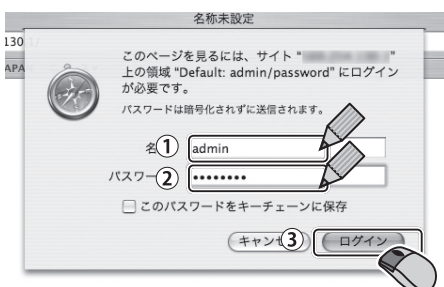 名称未設定
130 1/
APA
このページを見るには、サイト " "
上の領域 "Default: admin/password" にログイン
が必要です。
パスワードは暗号化されずに送信されます。
名 ① admin
パスワー ② ••••••••
このパスワードをキーチェーンに保存
キャンセ ③ ログイン